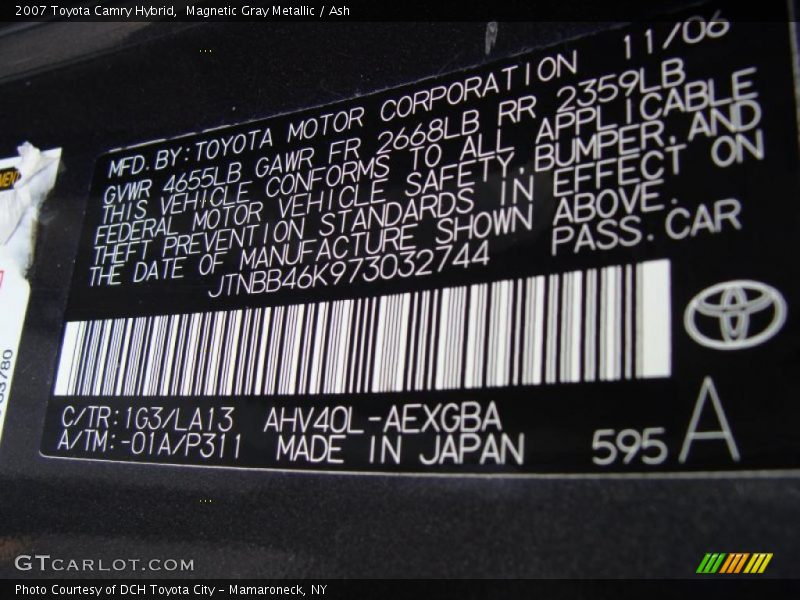 2007 Toyota Camry Hybrid, Magnetic Gray Metallic / Ash
MFD. BY: TOYOTA MOTOR CORPORATION 11/06
GVWR 4655LB GAWR FR 2668LB RR 2359LB
THIS VEHICLE CONFORMS TO ALL APPLICABLE
FEDERAL MOTOR VEHICLE SAFETY, BUMPER, AND
THEFT PREVENTION STANDARDS IN EFFECT ON
THE DATE OF MANUFACTURE SHOWN ABOVE.
JTNBB46K973032744 PASS. CAR
C/TR: 1G3/LA13 AHV40L-AEXGBA
A/TM: -01A/P311 MADE IN JAPAN 595 A
GTCARLOT.COM
Photo Courtesy of DCH Toyota City - Mamaroneck, NY